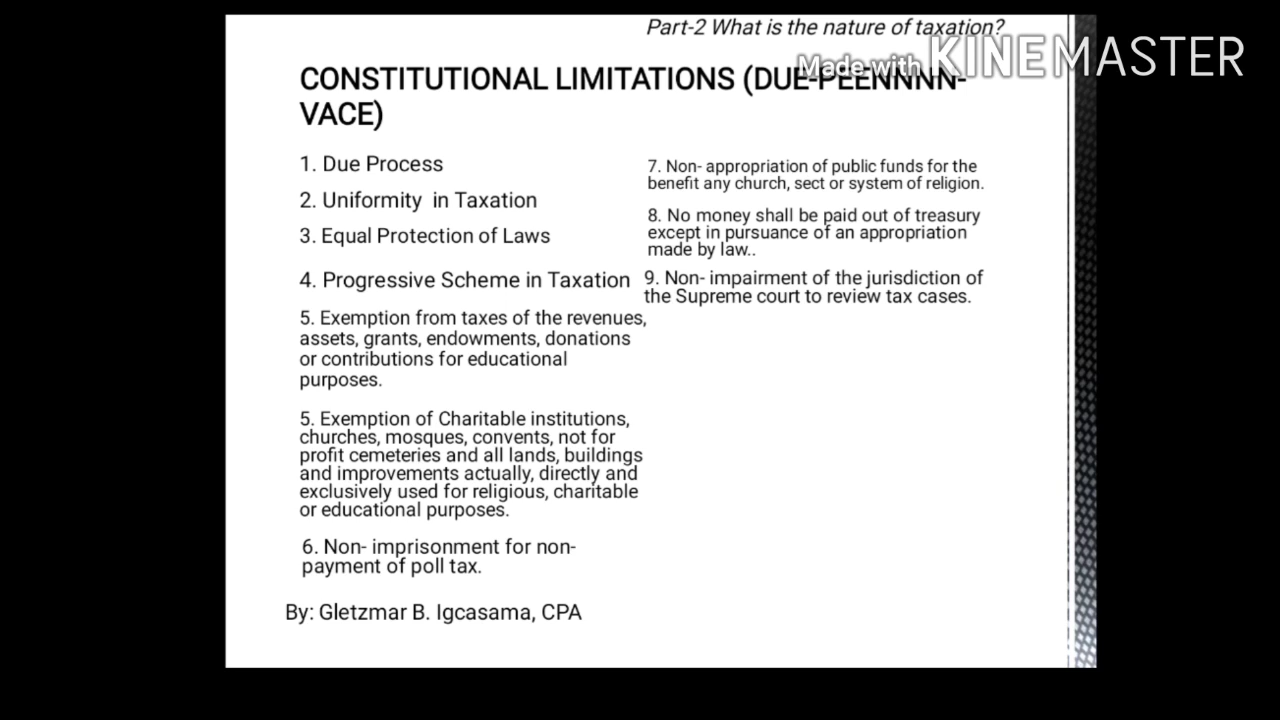 Part-2 What is the nature of taxation?
Made with KINEMASTER
CONSTITUTIONAL LIMITATIONS (DUE-PEENNNN-
VACE)
1. Due Process
2. Uniformity in Taxation
3. Equal Protection of Laws
4. Progressive Scheme in Taxation
5. Exemption from taxes of the revenues,
assets, grants, endowments, donations
or contributions for educational
purposes.
5. Exemption of Charitable institutions,
churches, mosques, convents, not for
profit cemeteries and all lands, buildings
and improvements actually, directly and
exclusively used for religious, charitable
or educational purposes.
6. Non- imprisonment for non-
payment of poll tax.
7. Non- appropriation of public funds for the
benefit any church, sect or system of religion.
8. No money shall be paid out of treasury
except in pursuance of an appropriation
made by law..
9. Non- impairment of the jurisdiction of
the Supreme court to review tax cases.
By: Gletzmar B. Igcasama, CPA